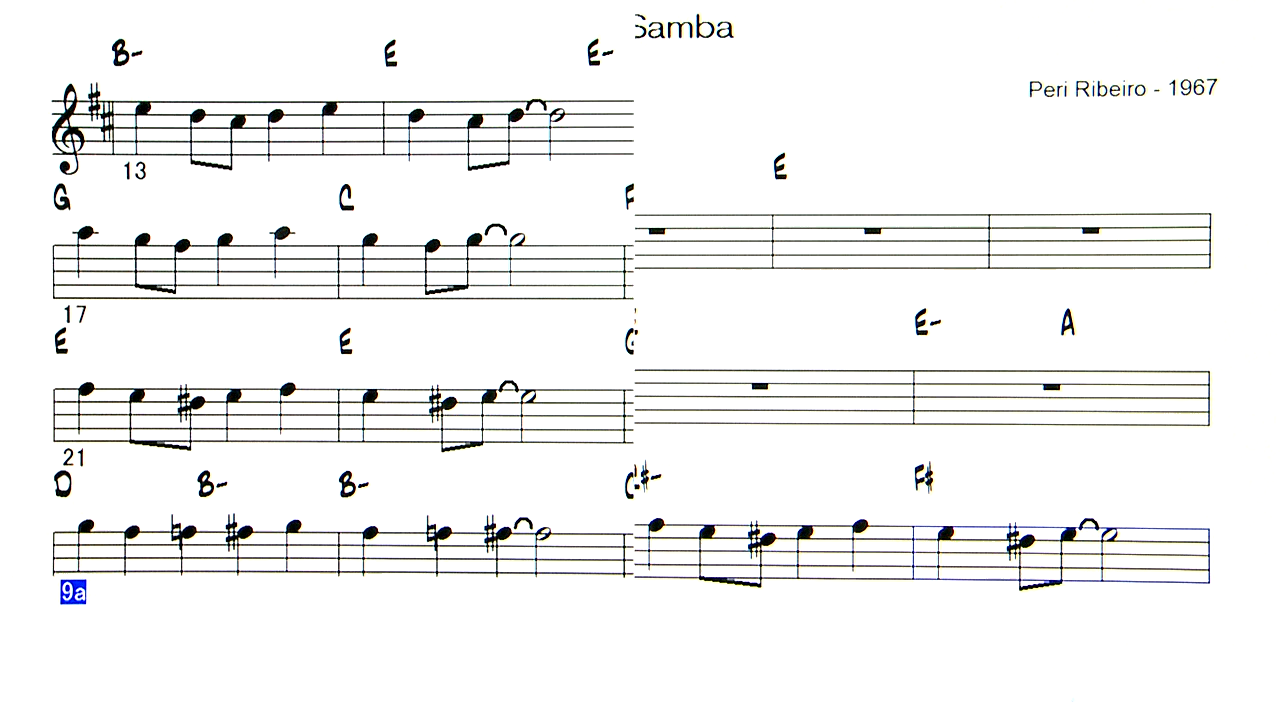 Samba
Peri Ribeiro - 1967
B- E E-
13
G C
17
E E
21
D B- B-
9a
E
E- A
C#- F#